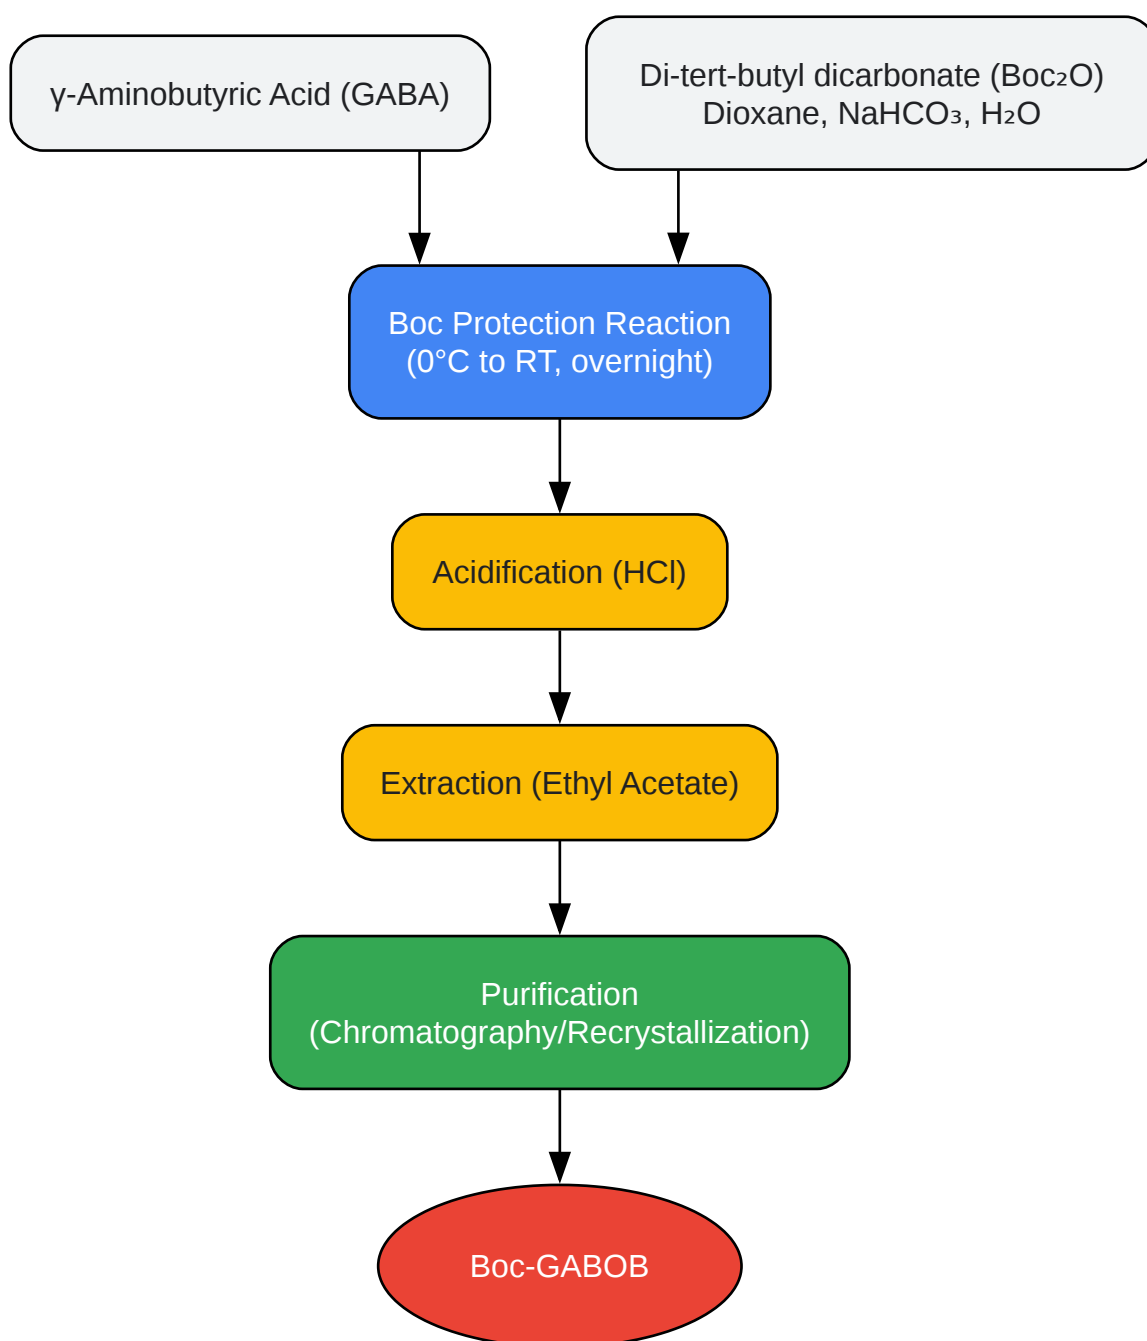 γ-Aminobutyric Acid (GABA)
Di-tert-butyl dicarbonate (Boc₂O)
Dioxane, NaHCO₃, H₂O
Boc Protection Reaction
(0°C to RT, overnight)
Acidification (HCl)
Extraction (Ethyl Acetate)
Purification
(Chromatography/Recrystallization)
Boc-GABOB